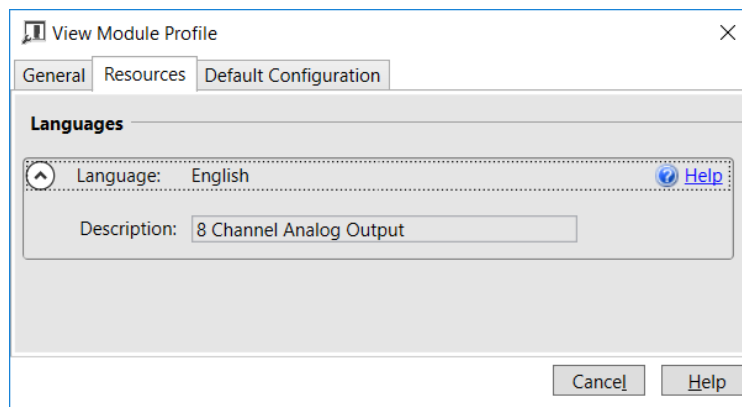 View Module Profile
General Resources Default Configuration
Languages
Language: English Help
Description: 8 Channel Analog Output
Cancel Help